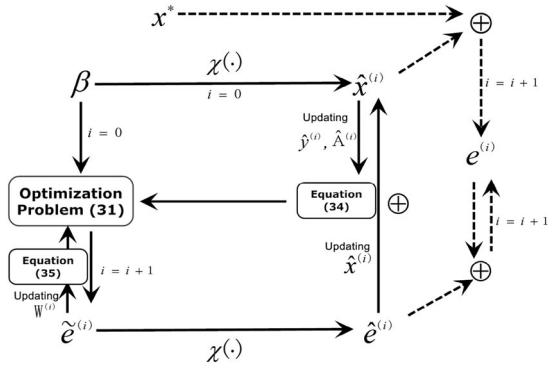 x*
χ(·)
β
i = 0
x̂⁽ⁱ⁾
i = i + 1
i = 0
Updating
ŷ⁽ⁱ⁾, Â⁽ⁱ⁾
e⁽ⁱ⁾
Optimization
Problem (31)
Equation
(34)
i = i + 1
Equation
(35)
i = i + 1
Updating
x̂⁽ⁱ⁾
Updating
W⁽ⁱ⁾
ẽ⁽ⁱ⁾
χ(·)
ê⁽ⁱ⁾